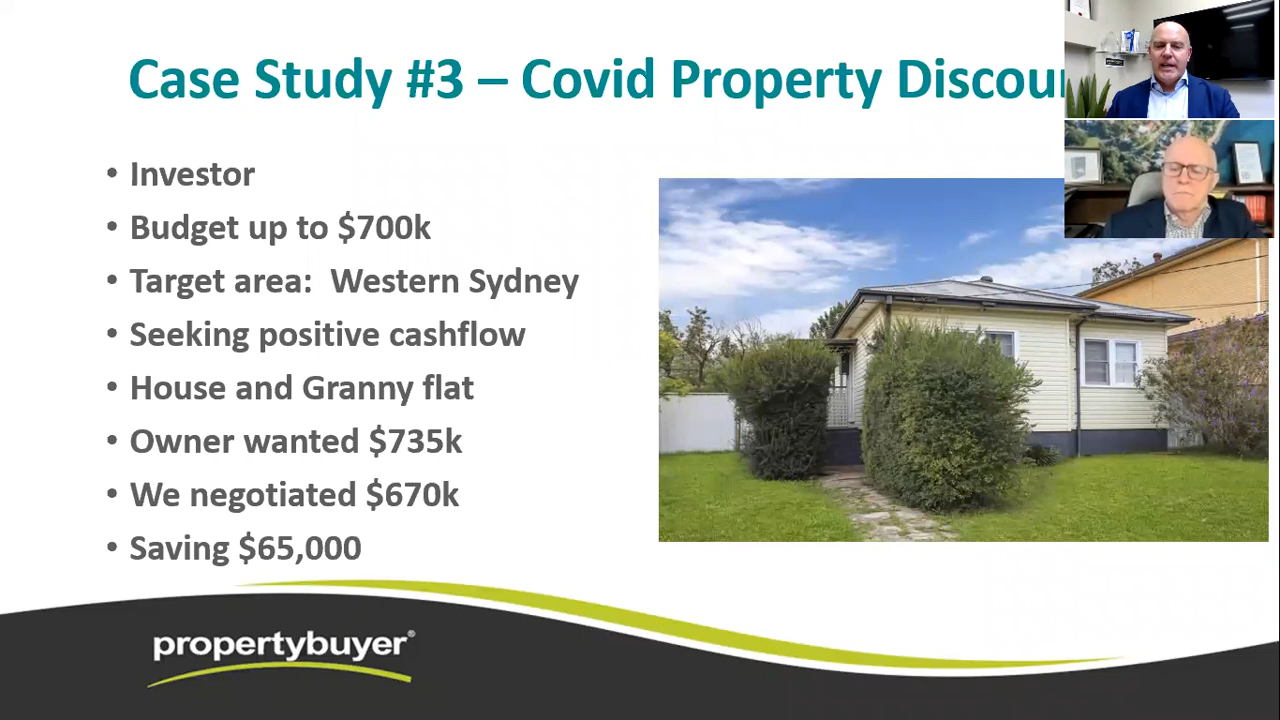 Case Study #3 – Covid Property Discou
• Investor
• Budget up to $700k
• Target area: Western Sydney
• Seeking positive cashflow
• House and Granny flat
• Owner wanted $735k
• We negotiated $670k
• Saving $65,000
propertybuyer®